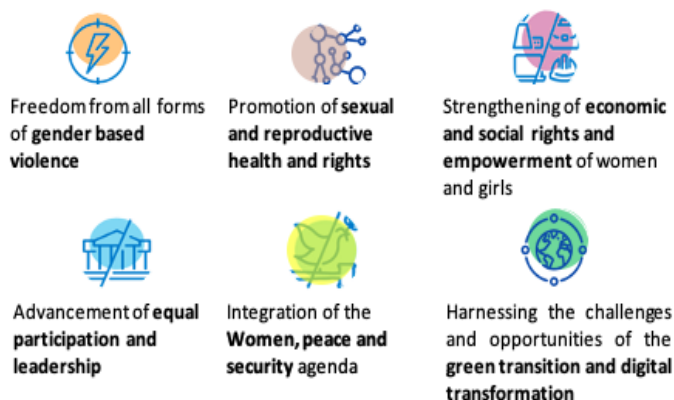 Freedom from all forms
of gender based
violence
Promotion of sexual
and reproductive
health and rights
Strengthening of economic
and social rights and
empowerment of women
and girls
Advancement of equal
participation and
leadership
Integration of the
Women, peace and
security agenda
Harnessing the challenges
and opportunities of the
green transition and digital
transformation